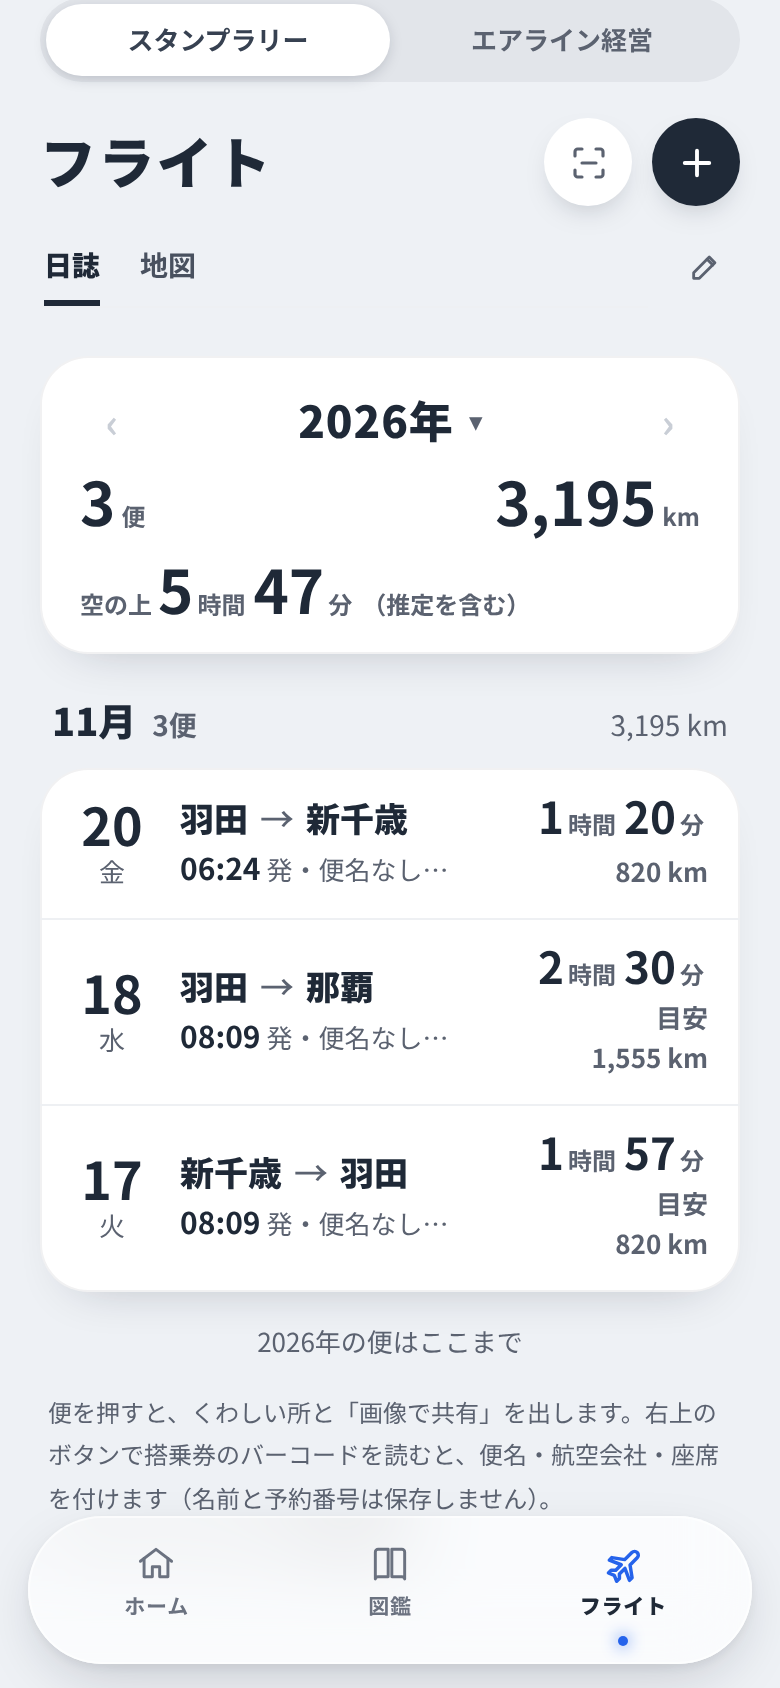 スタンプラリー エアライン経営
フライト
日誌 地図
2026年 ▼
3 便 3,195 km
空の上 5 時間 47 分 （推定を含む）
11月 3便 3,195 km
20 金 羽田 → 新千歳 1 時間 20 分
06:24 発・便名なし… 820 km
18 水 羽田 → 那覇 2 時間 30 分
08:09 発・便名なし… 目安
1,555 km
17 火 新千歳 → 羽田 1 時間 57 分
08:09 発・便名なし… 目安
820 km
2026年の便はここまで
便を押すと、くわしい所と「画像で共有」を出します。右上の
ボタンで搭乗券のバーコードを読むと、便名・航空会社・座席
を付けます（名前と予約番号は保存しません）。
ホーム 図鑑 フライト